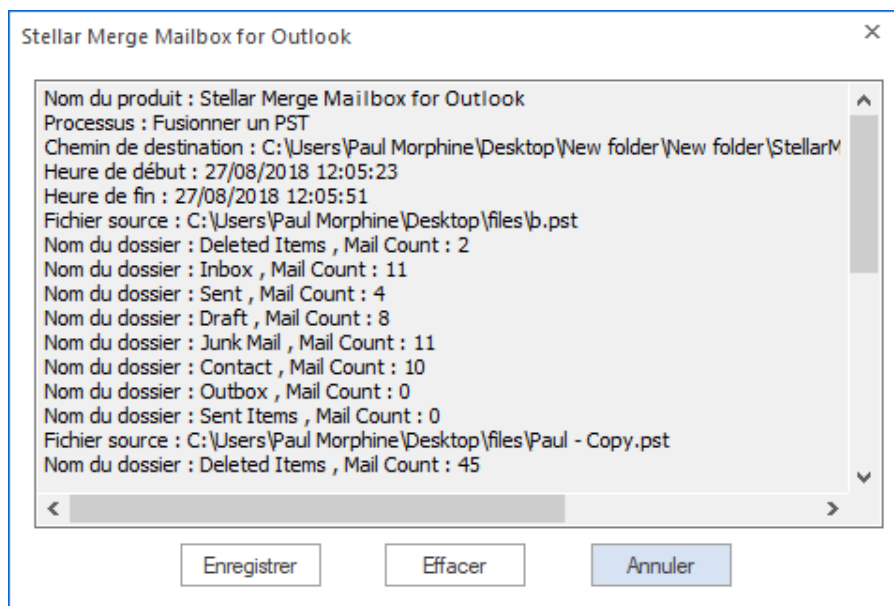 Stellar Merge Mailbox for Outlook
Nom du produit : Stellar Merge Mailbox for Outlook
Processus : Fusionner un PST
Chemin de destination : C:\Users\Paul Morphine\Desktop\New folder\New folder\StellarM
Heure de début : 27/08/2018 12:05:23
Heure de fin : 27/08/2018 12:05:51
Fichier source : C:\Users\Paul Morphine\Desktop\files\b.pst
Nom du dossier : Deleted Items , Mail Count : 2
Nom du dossier : Inbox , Mail Count : 11
Nom du dossier : Sent , Mail Count : 4
Nom du dossier : Draft , Mail Count : 8
Nom du dossier : Junk Mail , Mail Count : 11
Nom du dossier : Contact , Mail Count : 10
Nom du dossier : Outbox , Mail Count : 0
Nom du dossier : Sent Items , Mail Count : 0
Fichier source : C:\Users\Paul Morphine\Desktop\files\Paul - Copy.pst
Nom du dossier : Deleted Items , Mail Count : 45
Enregistrer Effacer Annuler